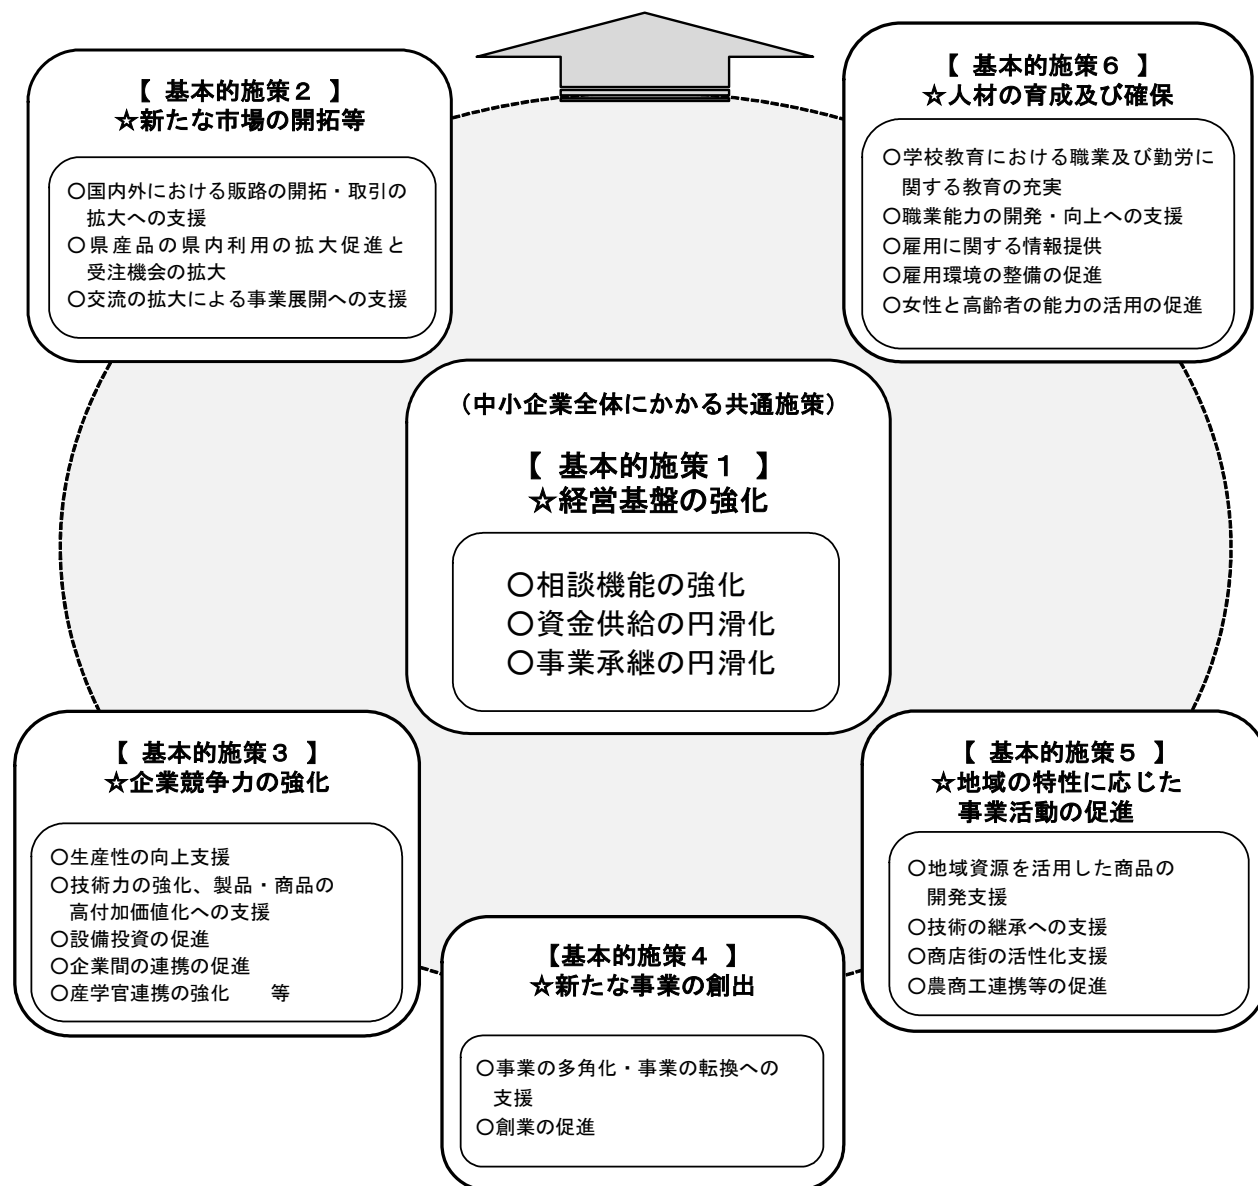 【 基本的施策２ 】
☆新たな市場の開拓等
○国内外における販路の開拓・取引の
拡大への支援
○県産品の県内利用の拡大促進と
受注機会の拡大
○交流の拡大による事業展開への支援
【 基本的施策６ 】
☆人材の育成及び確保
○学校教育における職業及び勤労に
関する教育の充実
○職業能力の開発・向上への支援
○雇用に関する情報提供
○雇用環境の整備の促進
○女性と高齢者の能力の活用の促進
（中小企業全体にかかる共通施策）
【 基本的施策１ 】
☆経営基盤の強化
○相談機能の強化
○資金供給の円滑化
○事業承継の円滑化
【 基本的施策３ 】
☆企業競争力の強化
○生産性の向上支援
○技術力の強化、製品・商品の
高付加価値化への支援
○設備投資の促進
○企業間の連携の促進
○産学官連携の強化　　等
【基本的施策４ 】
☆新たな事業の創出
○事業の多角化・事業の転換への
支援
○創業の促進
【 基本的施策５ 】
☆地域の特性に応じた
事業活動の促進
○地域資源を活用した商品の
開発支援
○技術の継承への支援
○商店街の活性化支援
○農商工連携等の促進